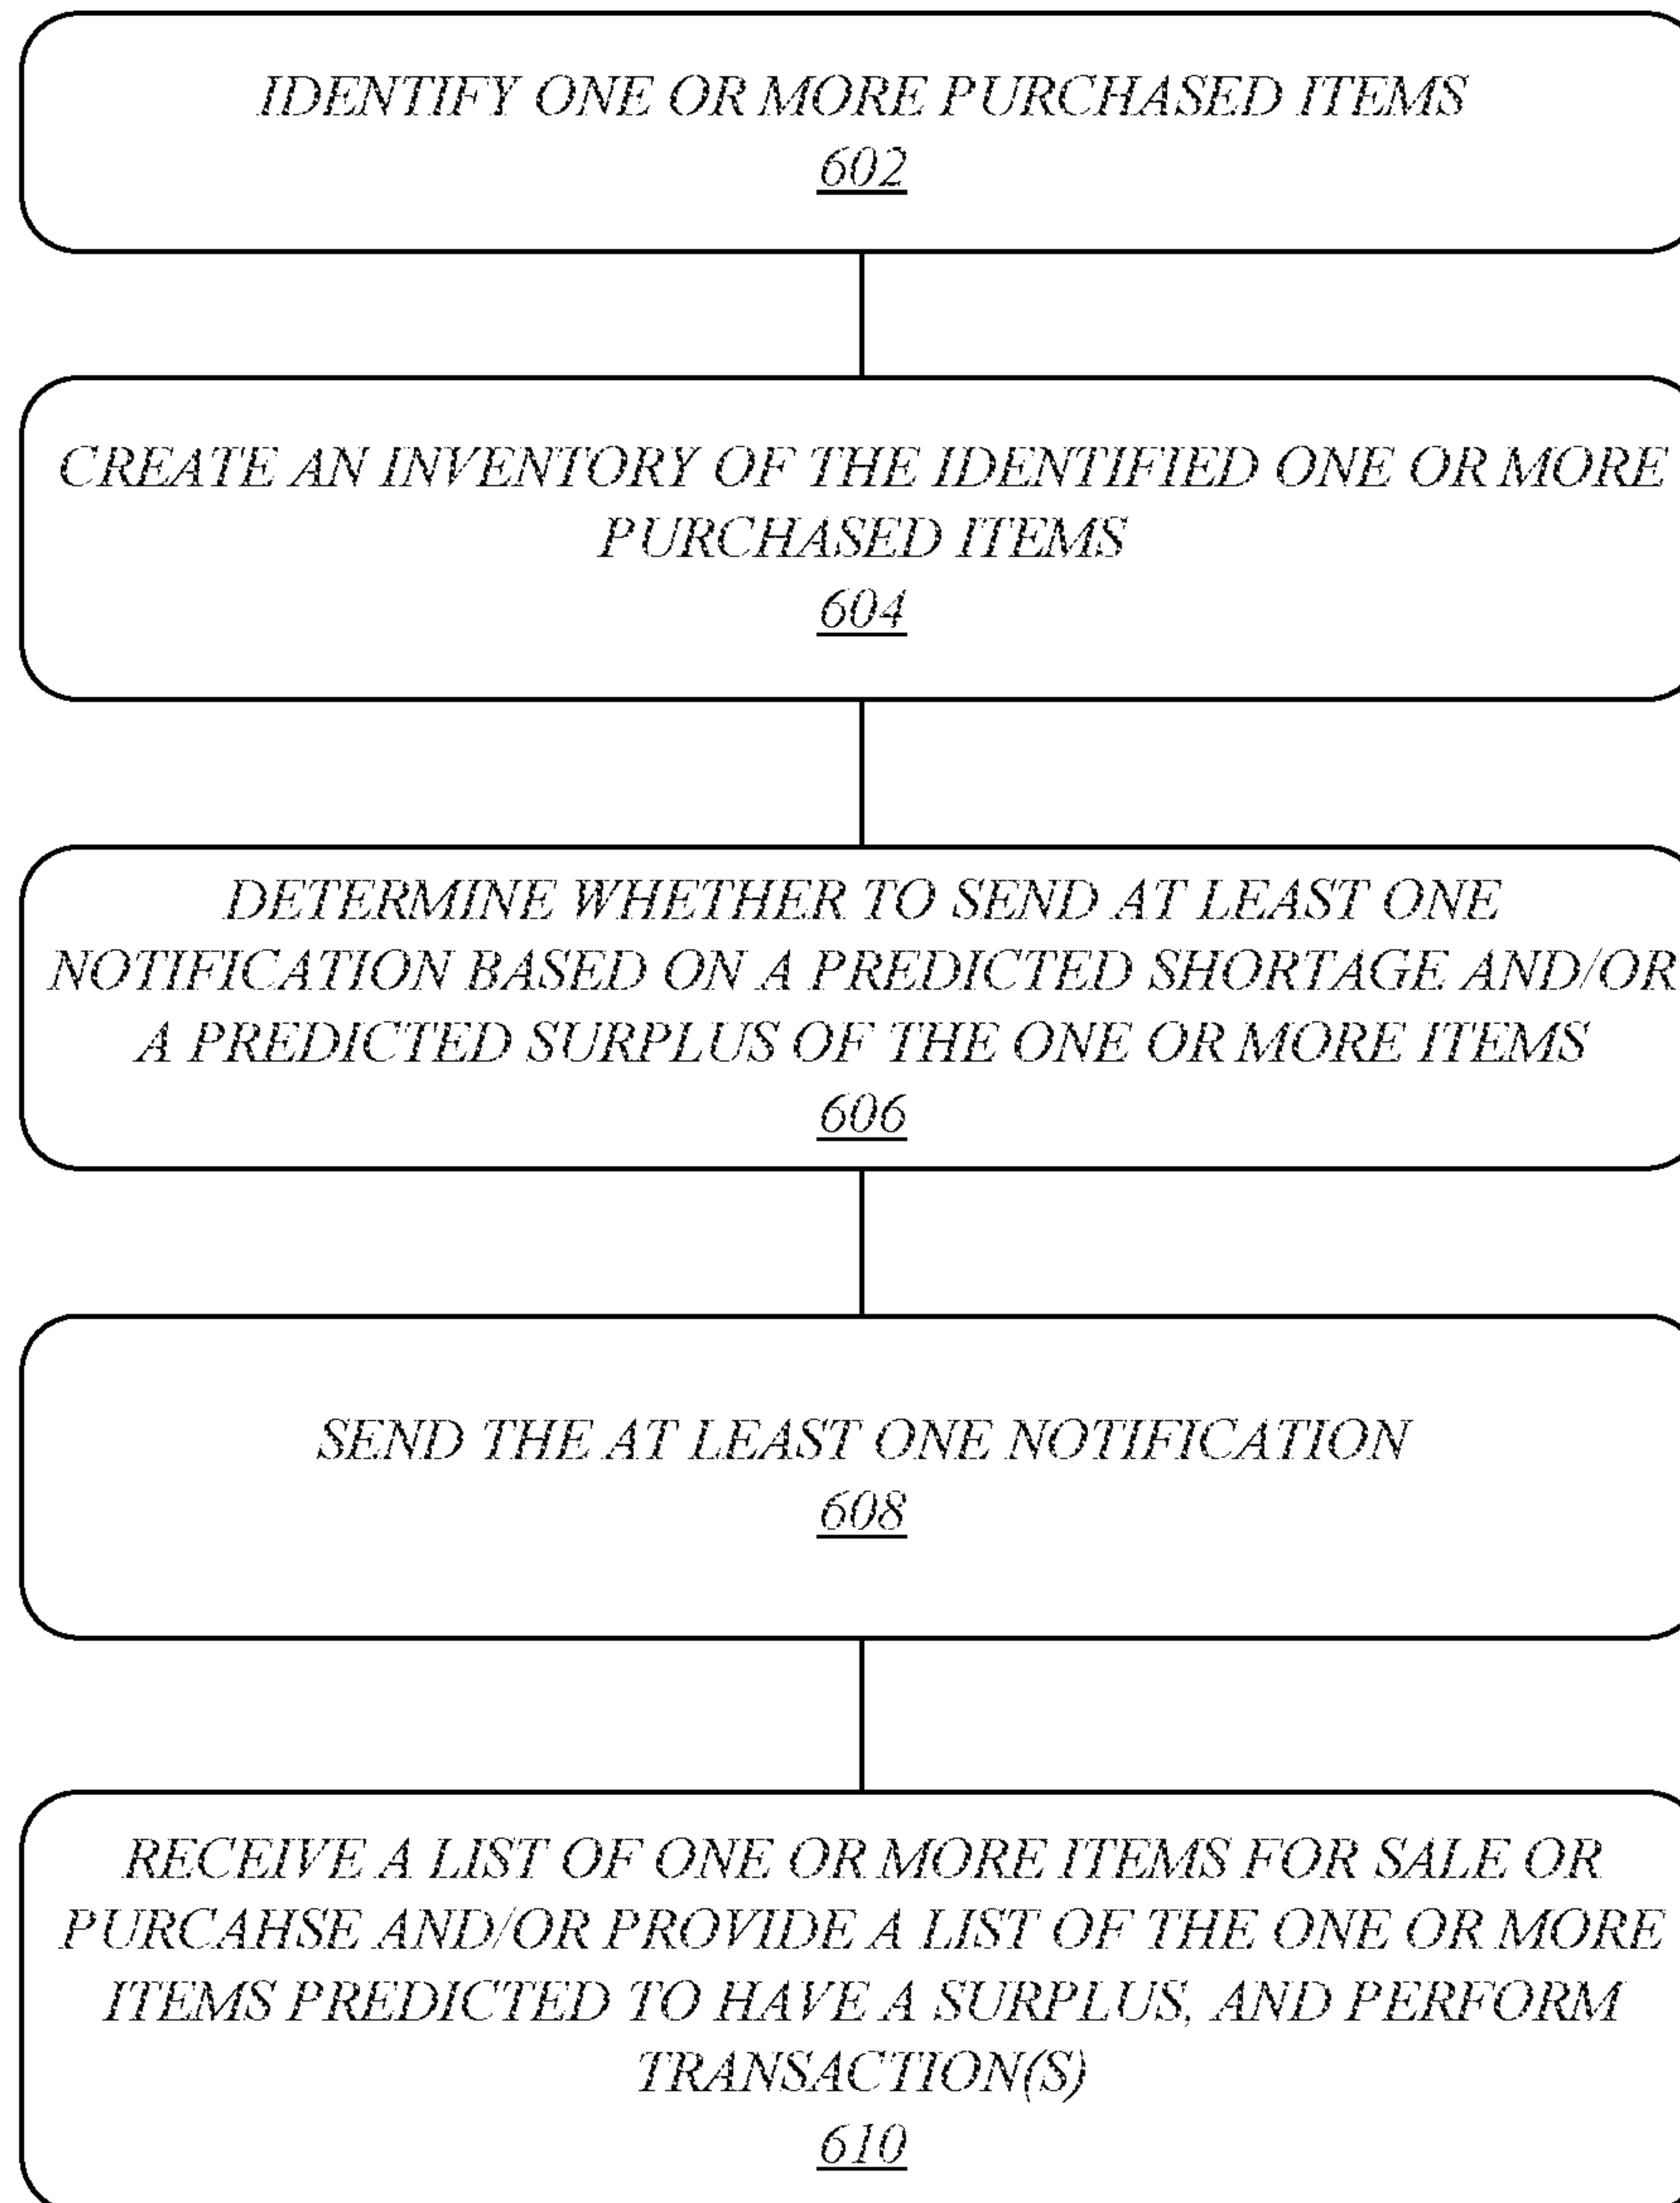 IDENTIFY ONE OR MORE PURCHASED ITEMS
602
CREATE AN INVENTORY OF THE IDENTIFIED ONE OR MORE
PURCHASED ITEMS
604
DETERMINE WHETHER TO SEND AT LEAST ONE
NOTIFICATION BASED ON A PREDICTED SHORTAGE AND/OR
A PREDICTED SURPLUS OF THE ONE OR MORE ITEMS
606
SEND THE AT LEAST ONE NOTIFICATION
608
RECEIVE A LIST OF ONE OR MORE ITEMS FOR SALE OR
PURCAHSE AND/OR PROVIDE A LIST OF THE ONE OR MORE
ITEMS PREDICTED TO HAVE A SURPLUS, AND PERFORM
TRANSACTION(S)
610